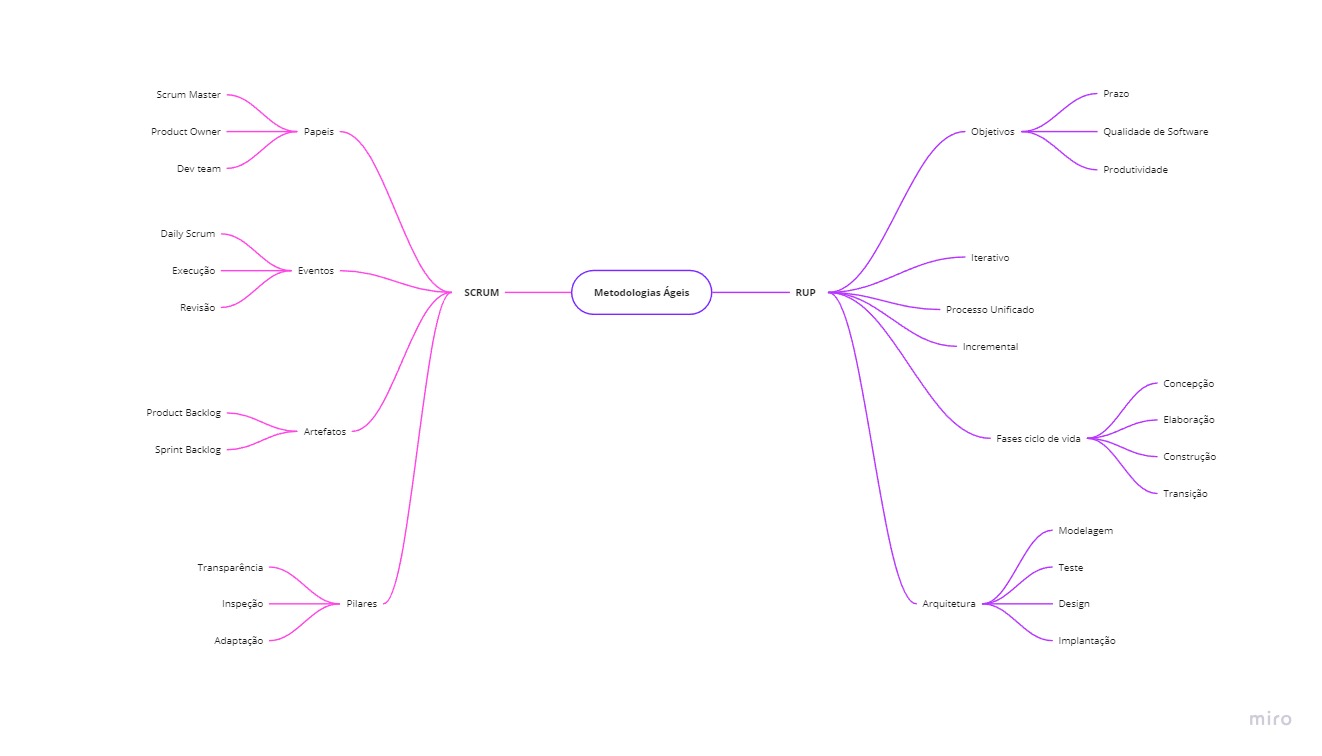 Metodologias Ágeis
SCRUM
Papeis
Scrum Master
Product Owner
Dev team
Eventos
Daily Scrum
Execução
Revisão
Artefatos
Product Backlog
Sprint Backlog
Pilares
Transparência
Inspeção
Adaptação
RUP
Objetivos
Prazo
Qualidade de Software
Produtividade
Iterativo
Processo Unificado
Incremental
Fases ciclo de vida
Concepção
Elaboração
Construção
Transição
Arquitetura
Modelagem
Teste
Design
Implantação
miro